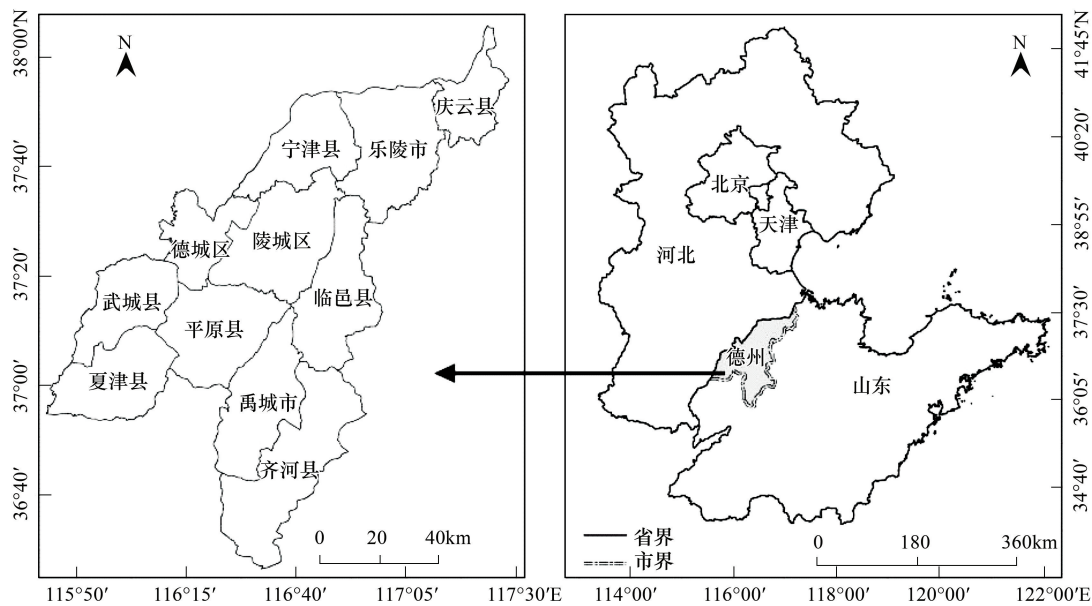 N
38°00′N
37°40′
37°20′
37°00′
36°40′
庆云县
宁津县
乐陵市
德城区
陵城区
武城县
临邑县
平原县
夏津县
禹城市
齐河县
0 20 40km
115°50′ 116°15′ 116°40′ 117°05′ 117°30′E
N
41°45′N
40°20′
38°55′
37°30′
36°05′
34°40′
北京
天津
河北
德州
山东
省界
市界
0 180 360km
114°00′ 116°00′ 118°00′ 120°00′ 122°00′E